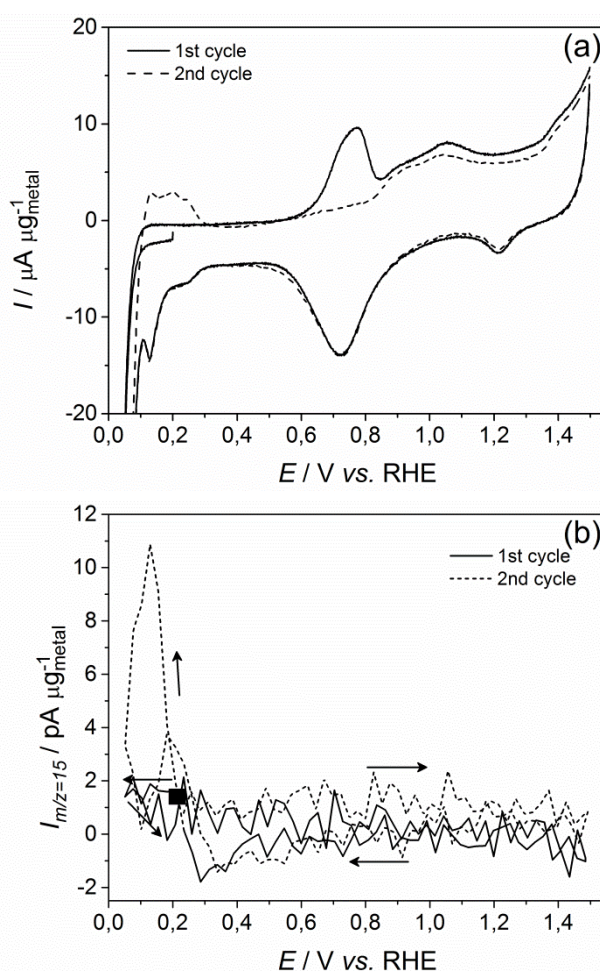 (a)
1st cycle
2nd cycle
I / µA µg⁻¹metal
20
10
0
-10
-20
0,0 0,2 0,4 0,6 0,8 1,0 1,2 1,4
E / V vs. RHE
(b)
1st cycle
2nd cycle
I m/z=15 / pA µg⁻¹metal
12
10
8
6
4
2
0
-2
0,0 0,2 0,4 0,6 0,8 1,0 1,2 1,4
E / V vs. RHE